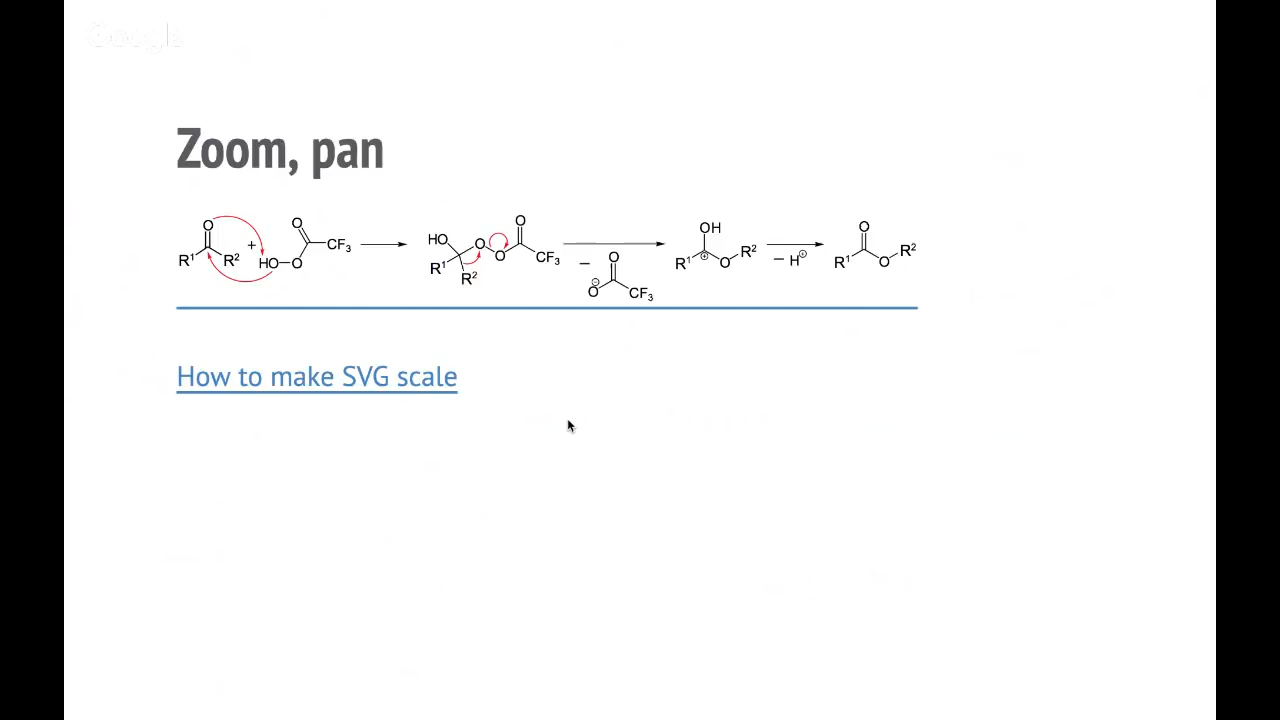 Google
Zoom, pan
O
R¹ R² + HO O O CF₃
HO O O O CF₃ R¹ R²
− O⊖ O CF₃
OH R¹ ⊕ O R²
− H⊕
O R¹ O R²
How to make SVG scale